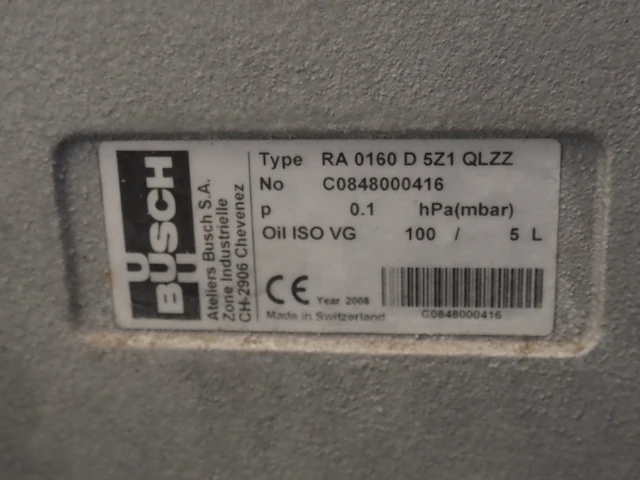 BUSCH
Ateliers Busch S.A.
Zone Industrielle
CH-2906 Chevenez
Type RA 0160 D 5Z1 QLZZ
No C0848000416
p 0.1 hPa(mbar)
Oil ISO VG 100 / 5 L
CE Year 2008
Made in Switzerland
C0848000416